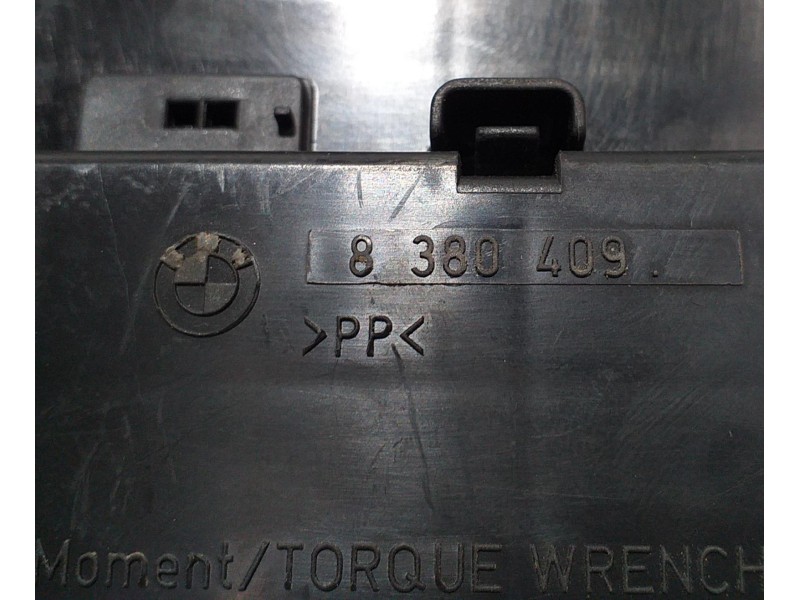 8 380 409.
>PP<
Moment/TORQUE WRENCH